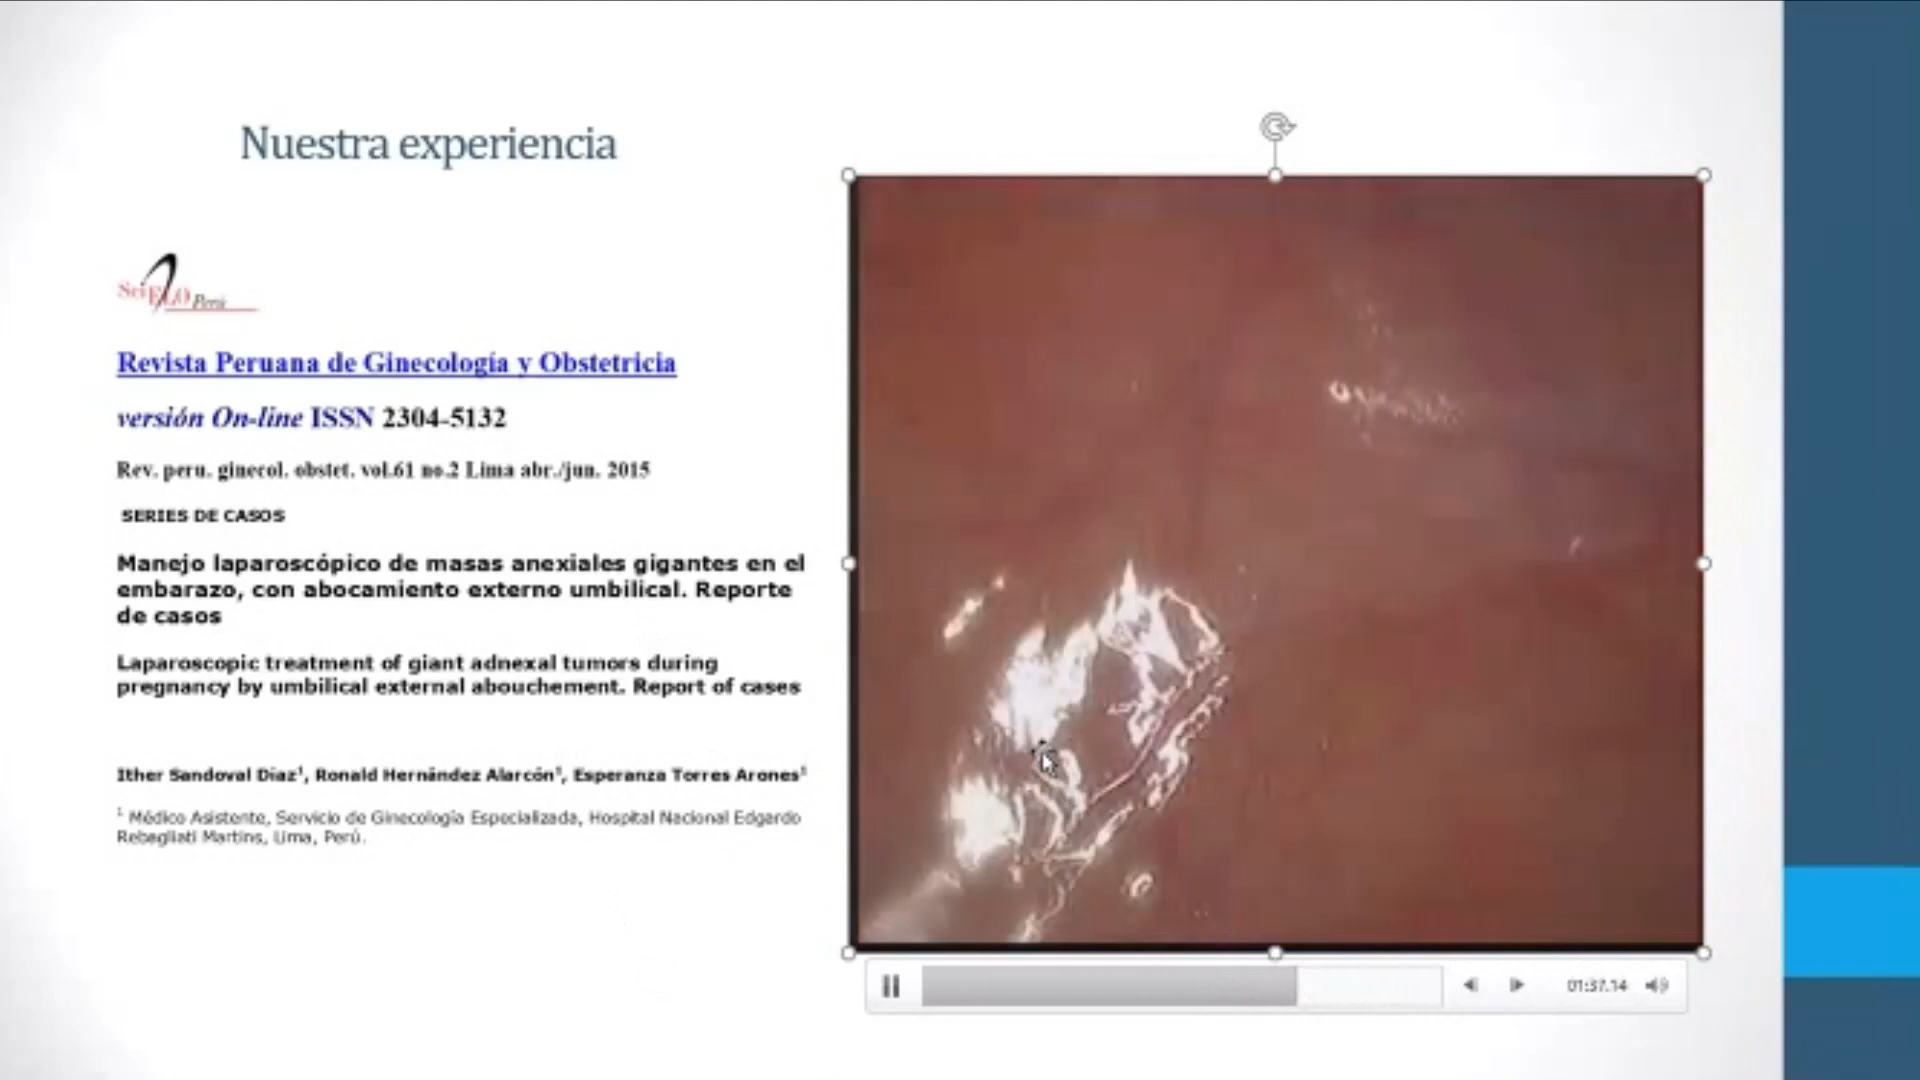 Nuestra experiencia
SciELO Perú
Revista Peruana de Ginecología y Obstetricia
versión On-line ISSN 2304-5132
Rev. peru. ginecol. obstet. vol.61 no.2 Lima abr./jun. 2015
SERIES DE CASOS
Manejo laparoscópico de masas anexiales gigantes en el
embarazo, con abocamiento externo umbilical. Reporte
de casos
Laparoscopic treatment of giant adnexal tumors during
pregnancy by umbilical external abouchement. Report of cases
Ither Sandoval Diaz¹, Ronald Hernández Alarcón¹, Esperanza Torres Arones¹
¹ Médico Asistente, Servicio de Ginecología Especializada, Hospital Nacional Edgardo
Rebagliati Martins, Lima, Perú.
01:37.14